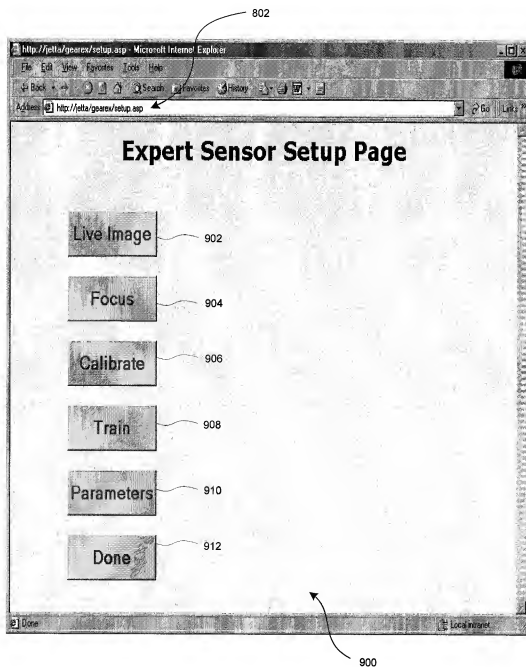 802
http://jetta/gearex/setup.asp - Microsoft Internet Explorer
File Edit View Favorites Tools Help
Back Search Favorites History
Address http://jetta/gearex/setup.asp Go Links
Expert Sensor Setup Page
Live Image 902
Focus 904
Calibrate 906
Train 908
Parameters 910
Done 912
Done Local intranet
900